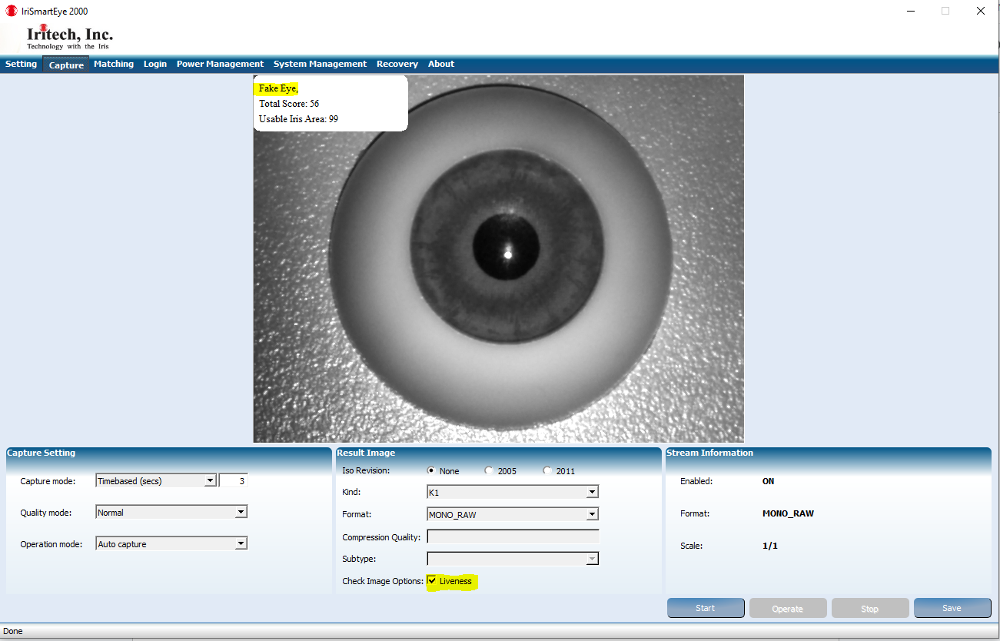 IriSmartEye 2000
Iritech, Inc.
Technology with the Iris
Setting Capture Matching Login Power Management System Management Recovery About
Fake Eye,
Total Score: 56
Usable Iris Area: 99
Capture Setting
Capture mode: Timebased (secs) 3
Quality mode: Normal
Operation mode: Auto capture
Result Image
Iso Revision: None 2005 2011
Kind: K1
Format: MONO_RAW
Compression Quality:
Subtype:
Check Image Options: Liveness
Stream Information
Enabled: ON
Format: MONO_RAW
Scale: 1/1
Start Operate Stop Save
Done